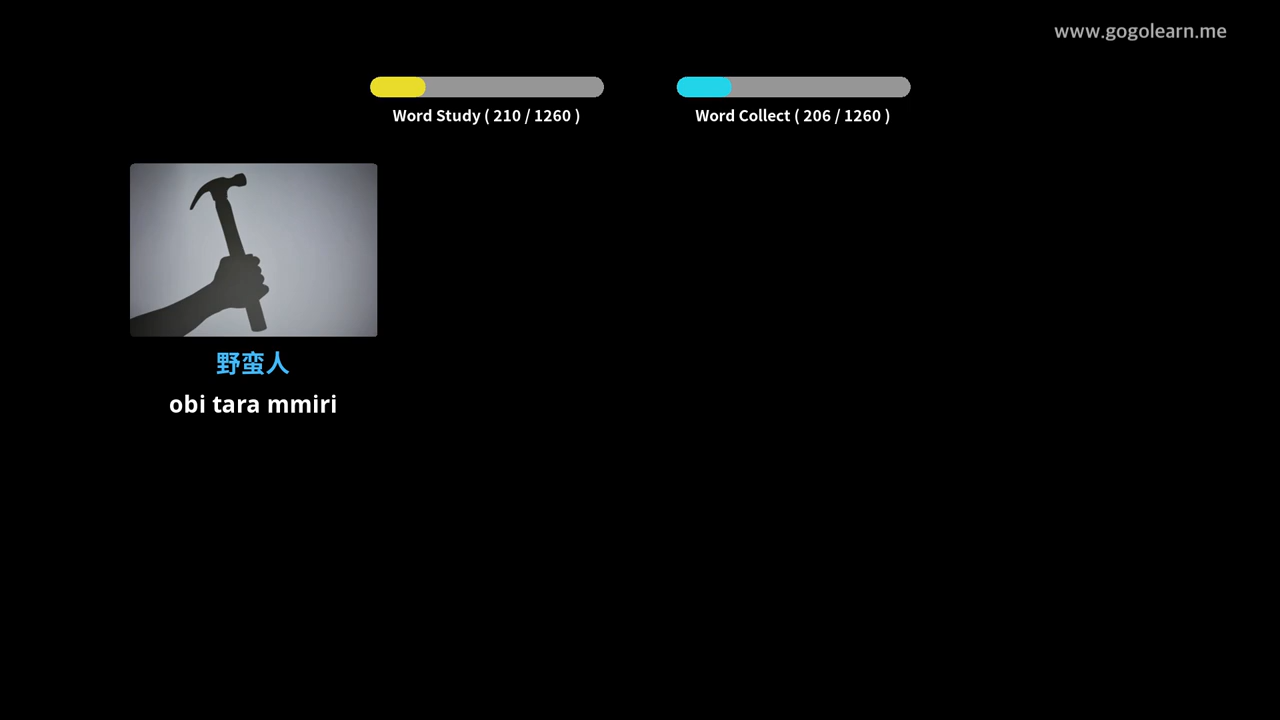 www.gogolearn.me
Word Study ( 210 / 1260 )
Word Collect ( 206 / 1260 )
野蛮人
obi tara mmiri